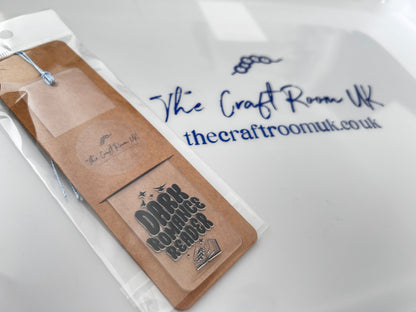 The Craft Room UK
thecraftroomuk.co.uk
The Craft Room UK
DARK
ROMANCE
READER